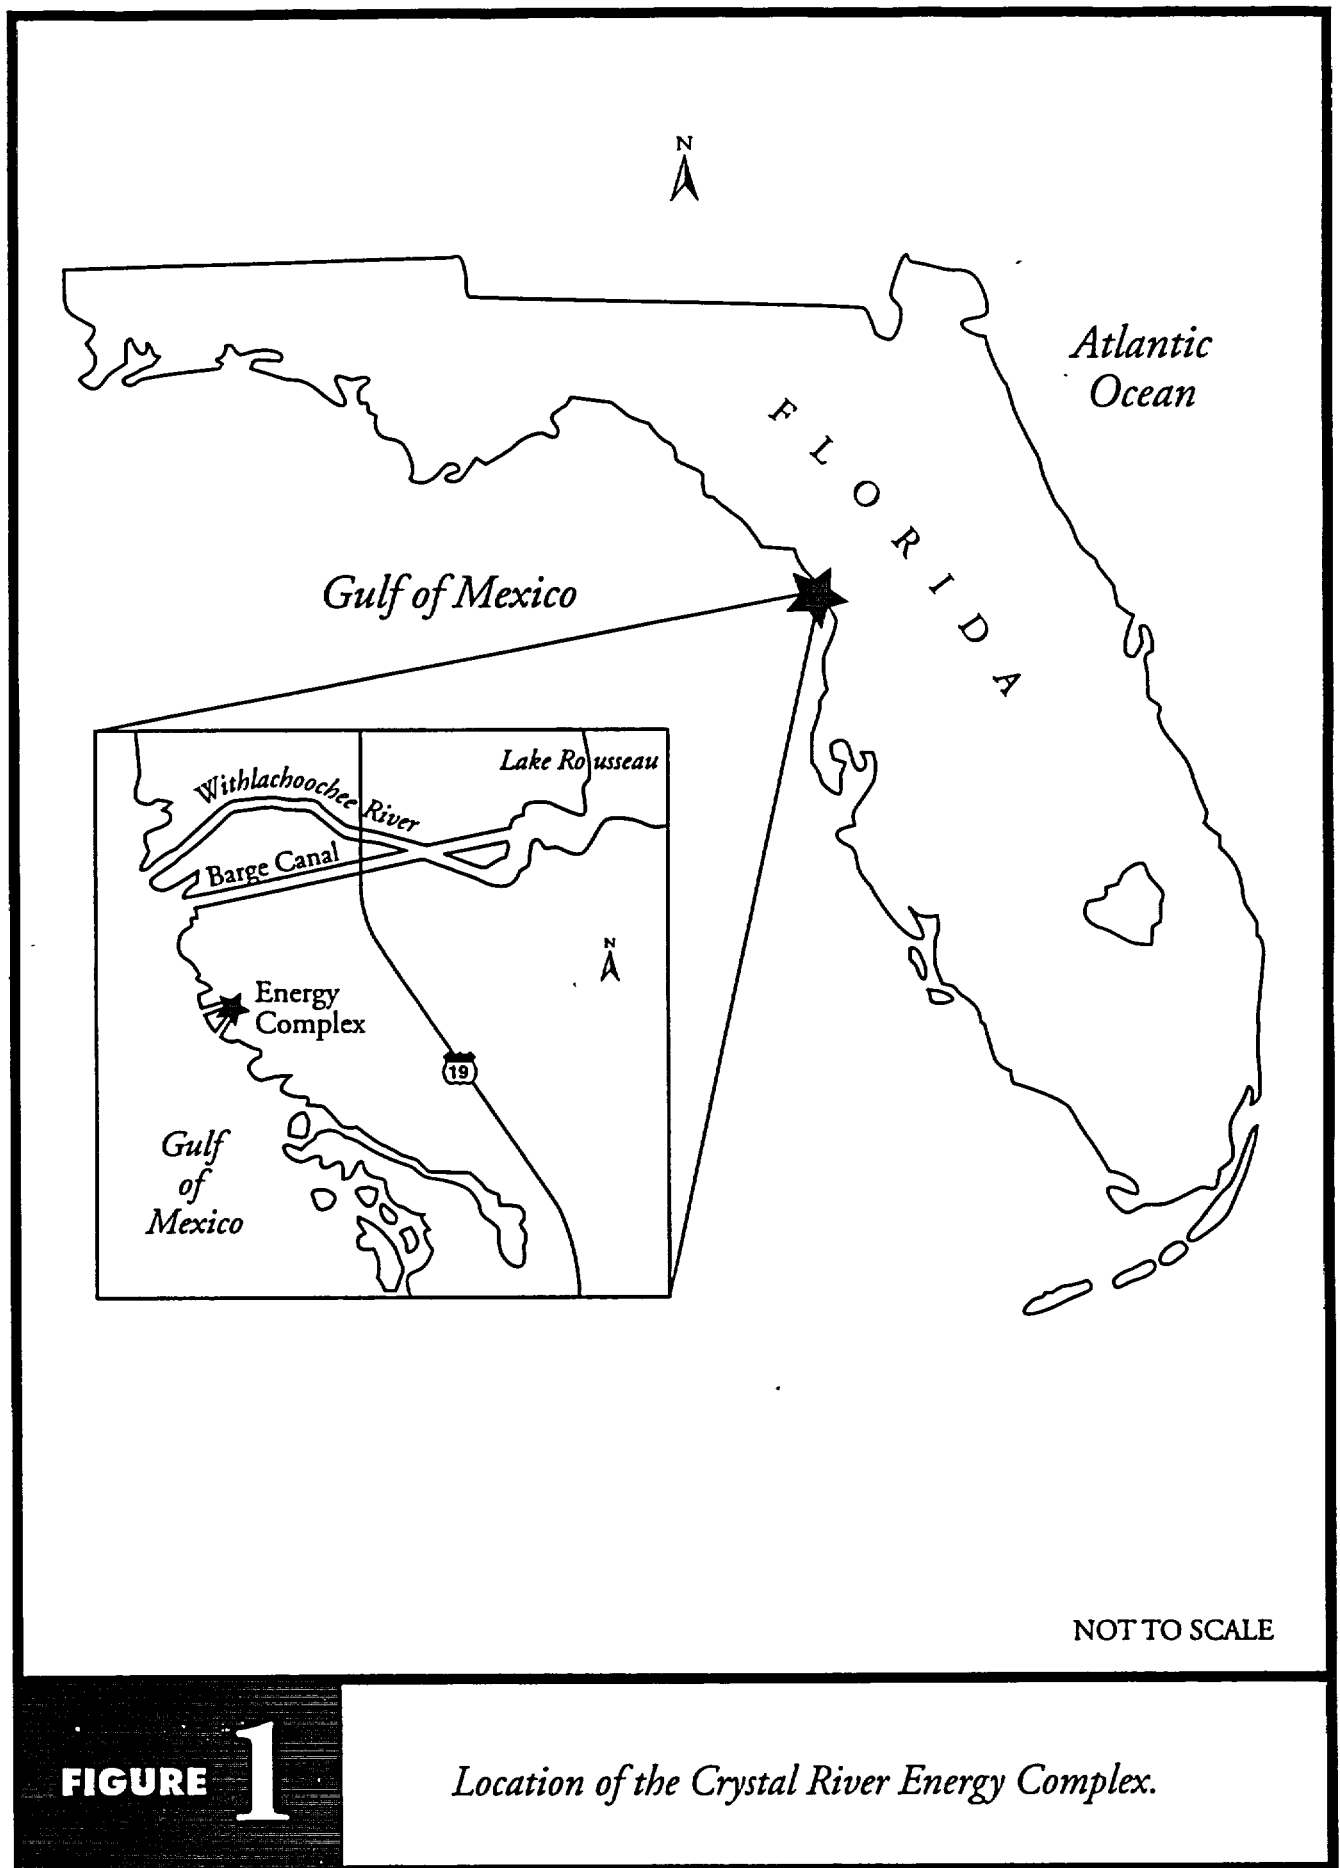 N
Atlantic
Ocean
FLORIDA
Gulf of Mexico
Lake Rousseau
Withlachoochee River
Barge Canal
N
Energy
Complex
19
Gulf
of
Mexico
NOT TO SCALE
FIGURE 1
Location of the Crystal River Energy Complex.